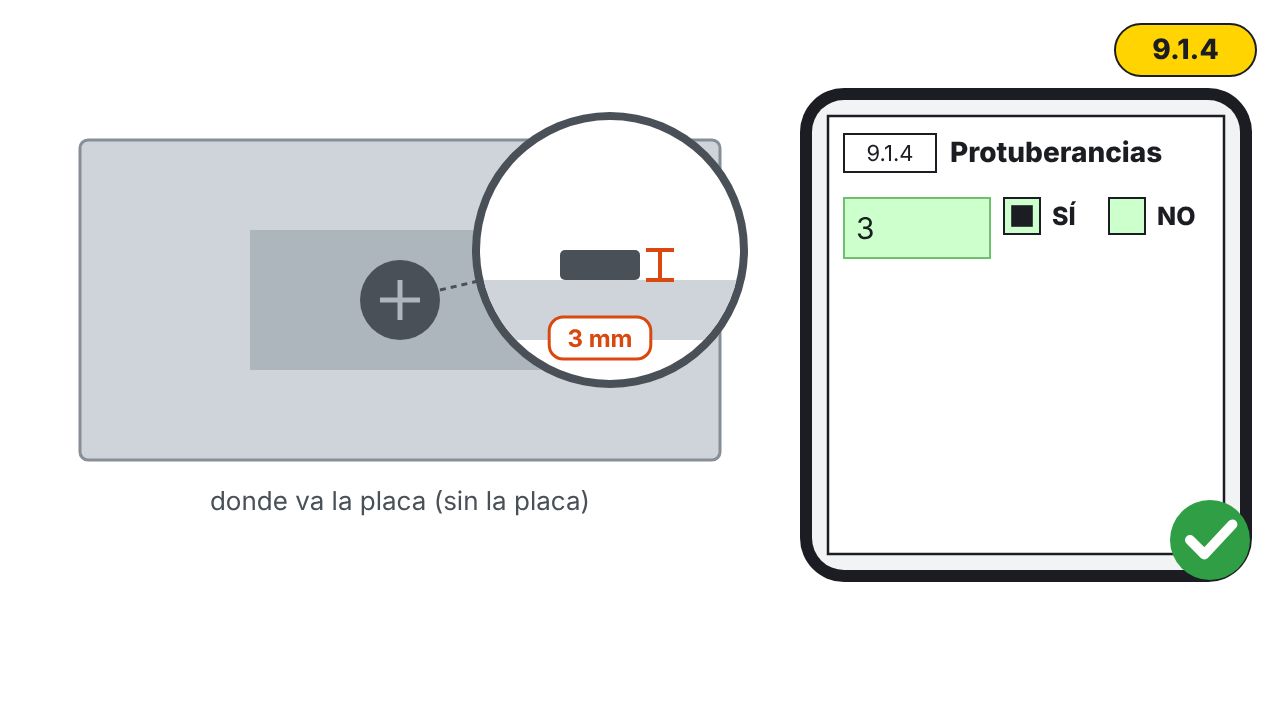 9.1.4
9.1.4 Protuberancias
3 SÍ NO
3 mm
donde va la placa (sin la placa)